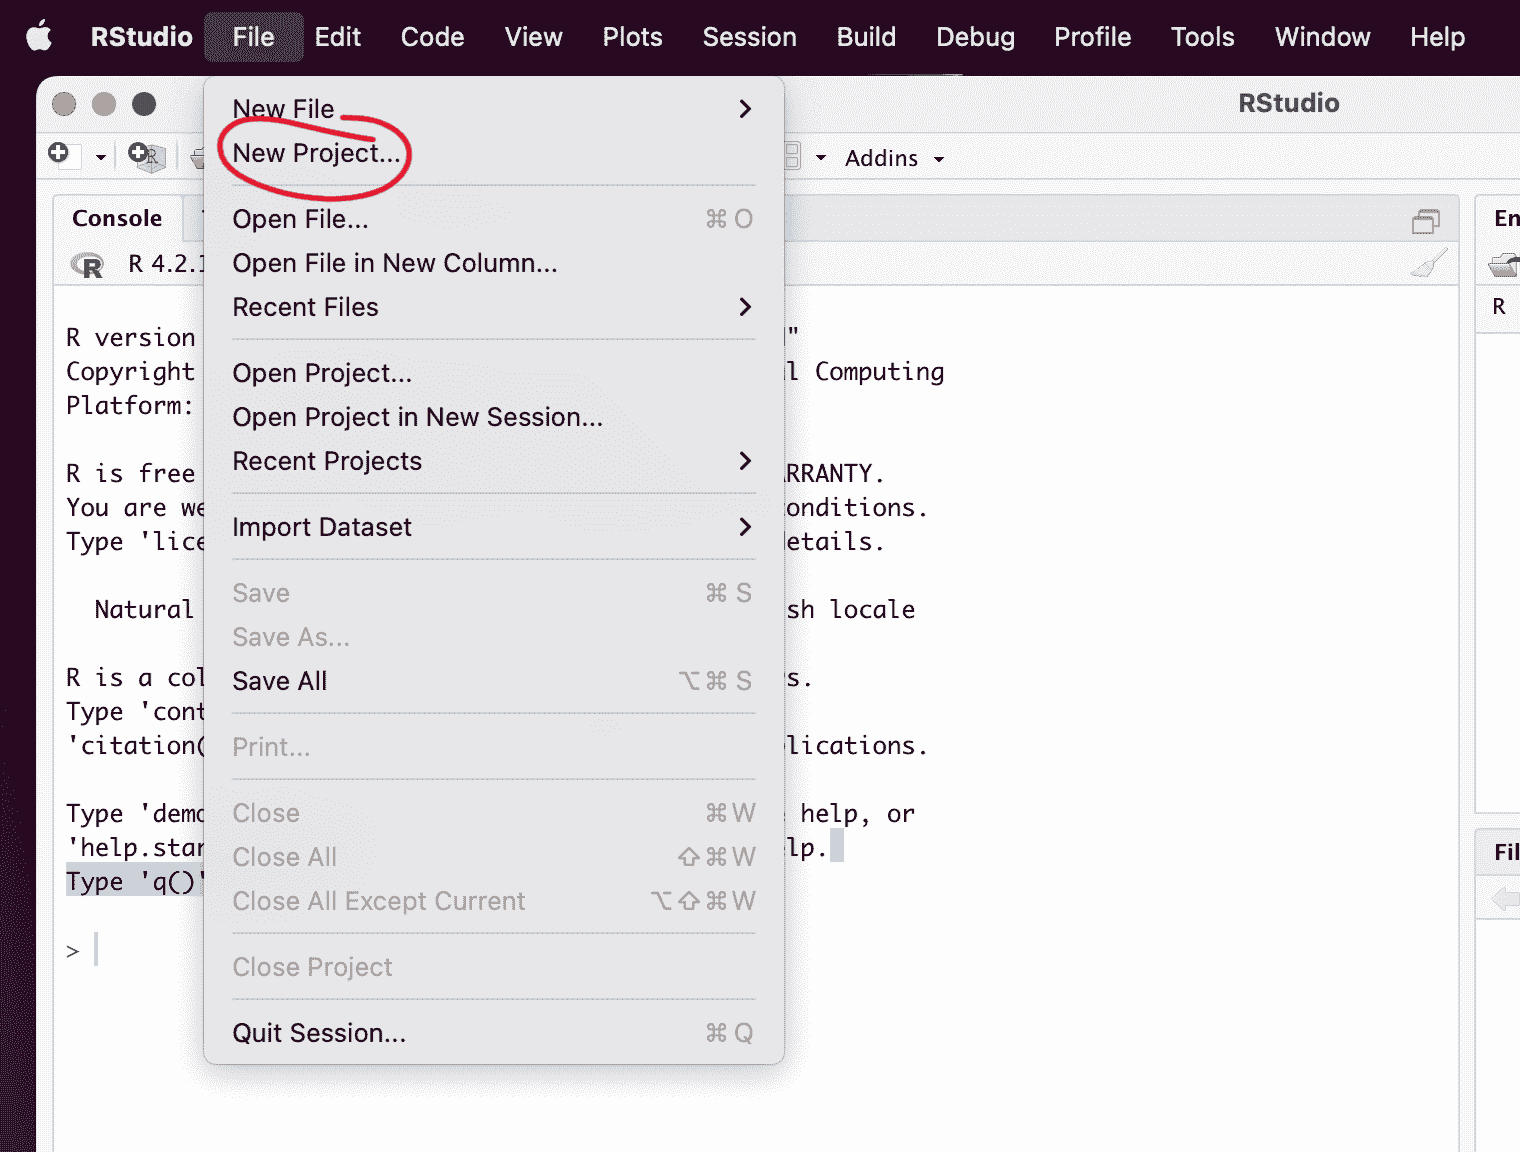 RStudio File Edit Code View Plots Session Build Debug Profile Tools Window Help
RStudio
New File
New Project...
Addins
Open File... ⌘ O
Console
Open File in New Column...
R 4.2.1
Recent Files
R
R version
"
Copyright l Computing
Platform:
Open Project...
Open Project in New Session...
Recent Projects
R is free RRANTY.
You are we onditions.
Type 'lice etails.
Import Dataset
Save ⌘ S
Natural sh locale
Save As...
R is a col s.
Save All ⌥⌘ S
Type 'cont
'citation( lications.
Print...
Type 'demo help, or
Close ⌘W
'help.star lp.
Close All ⇧⌘W
Type 'q()'
Close All Except Current ⌥⇧⌘W
>
Close Project
Quit Session... ⌘ Q
En
Fil